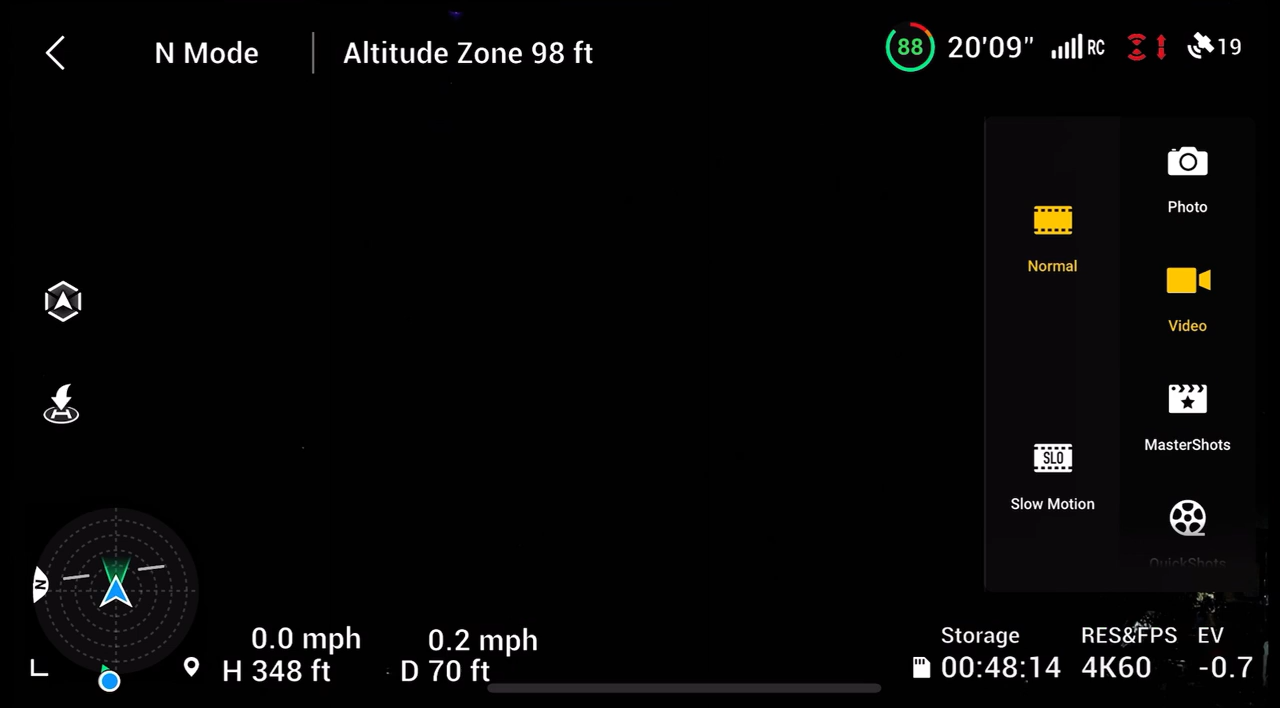 N Mode
Altitude Zone 98 ft
88
20'09"
RC
19
Photo
Normal
Video
MasterShots
SLO
Slow Motion
QuickShots
N
0.0 mph
0.2 mph
H 348 ft
D 70 ft
Storage
RES&FPS
EV
00:48:14
4K60
-0.7